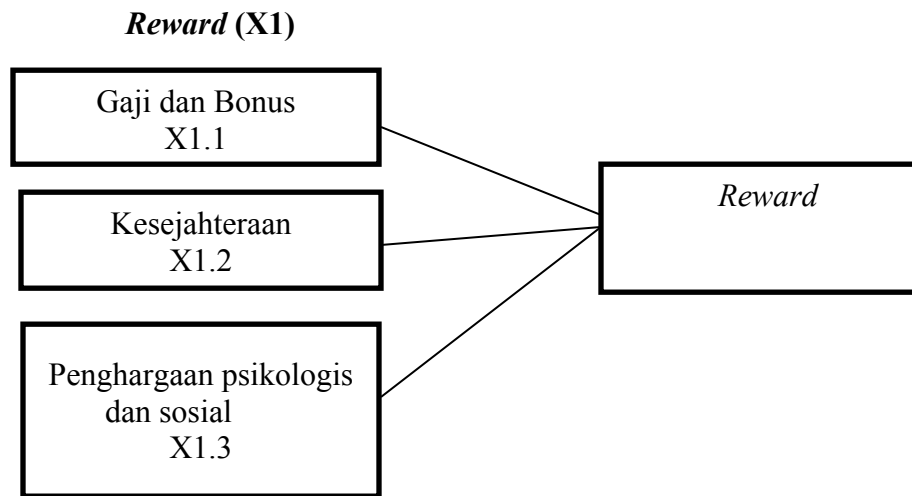 Reward (X1)
Gaji dan Bonus
X1.1
Kesejahteraan
X1.2
Penghargaan psikologis
dan sosial
X1.3
Reward